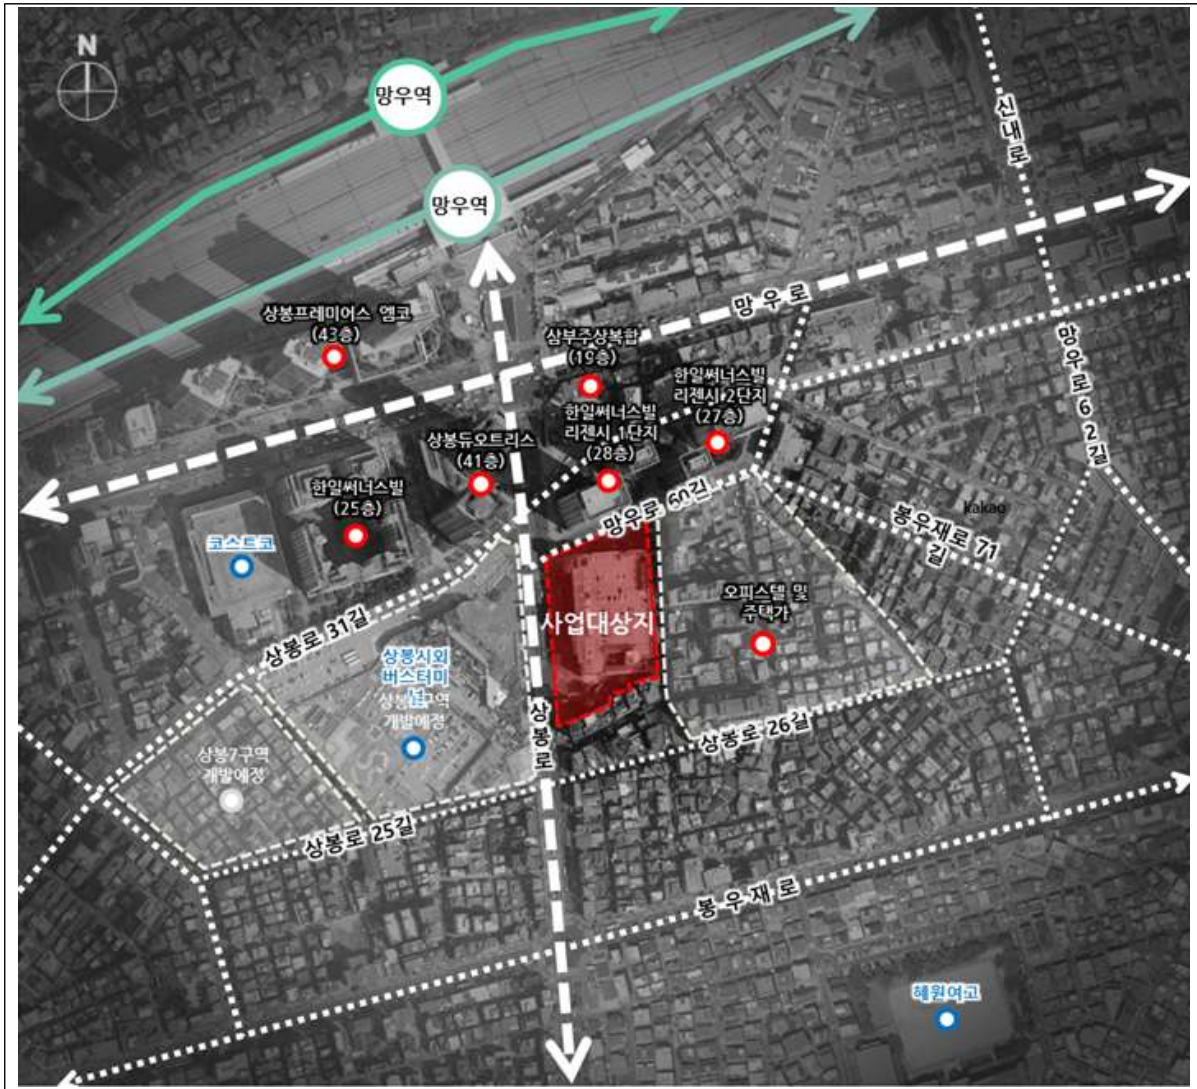 N
망우역
망우역
신내로
망우로
상봉프레미어스 엠코
(43층)
삼부주상복합
(19층)
한일써너스빌
리젠시 2단지
(27층)
한일써너스빌
리젠시 1단지
(28층)
상봉듀오트리스
(41층)
망우로62길
한일써너스빌
(25층)
망우로 60길
kakao
봉우재로 71
길
코스트코
오피스텔 및
주택가
사업대상지
상봉로 31길
상봉시외
버스터미
널
개발예정
상봉로
상봉로 26길
상봉7구역
개발예정
상봉로 25길
봉우재로
혜원여고